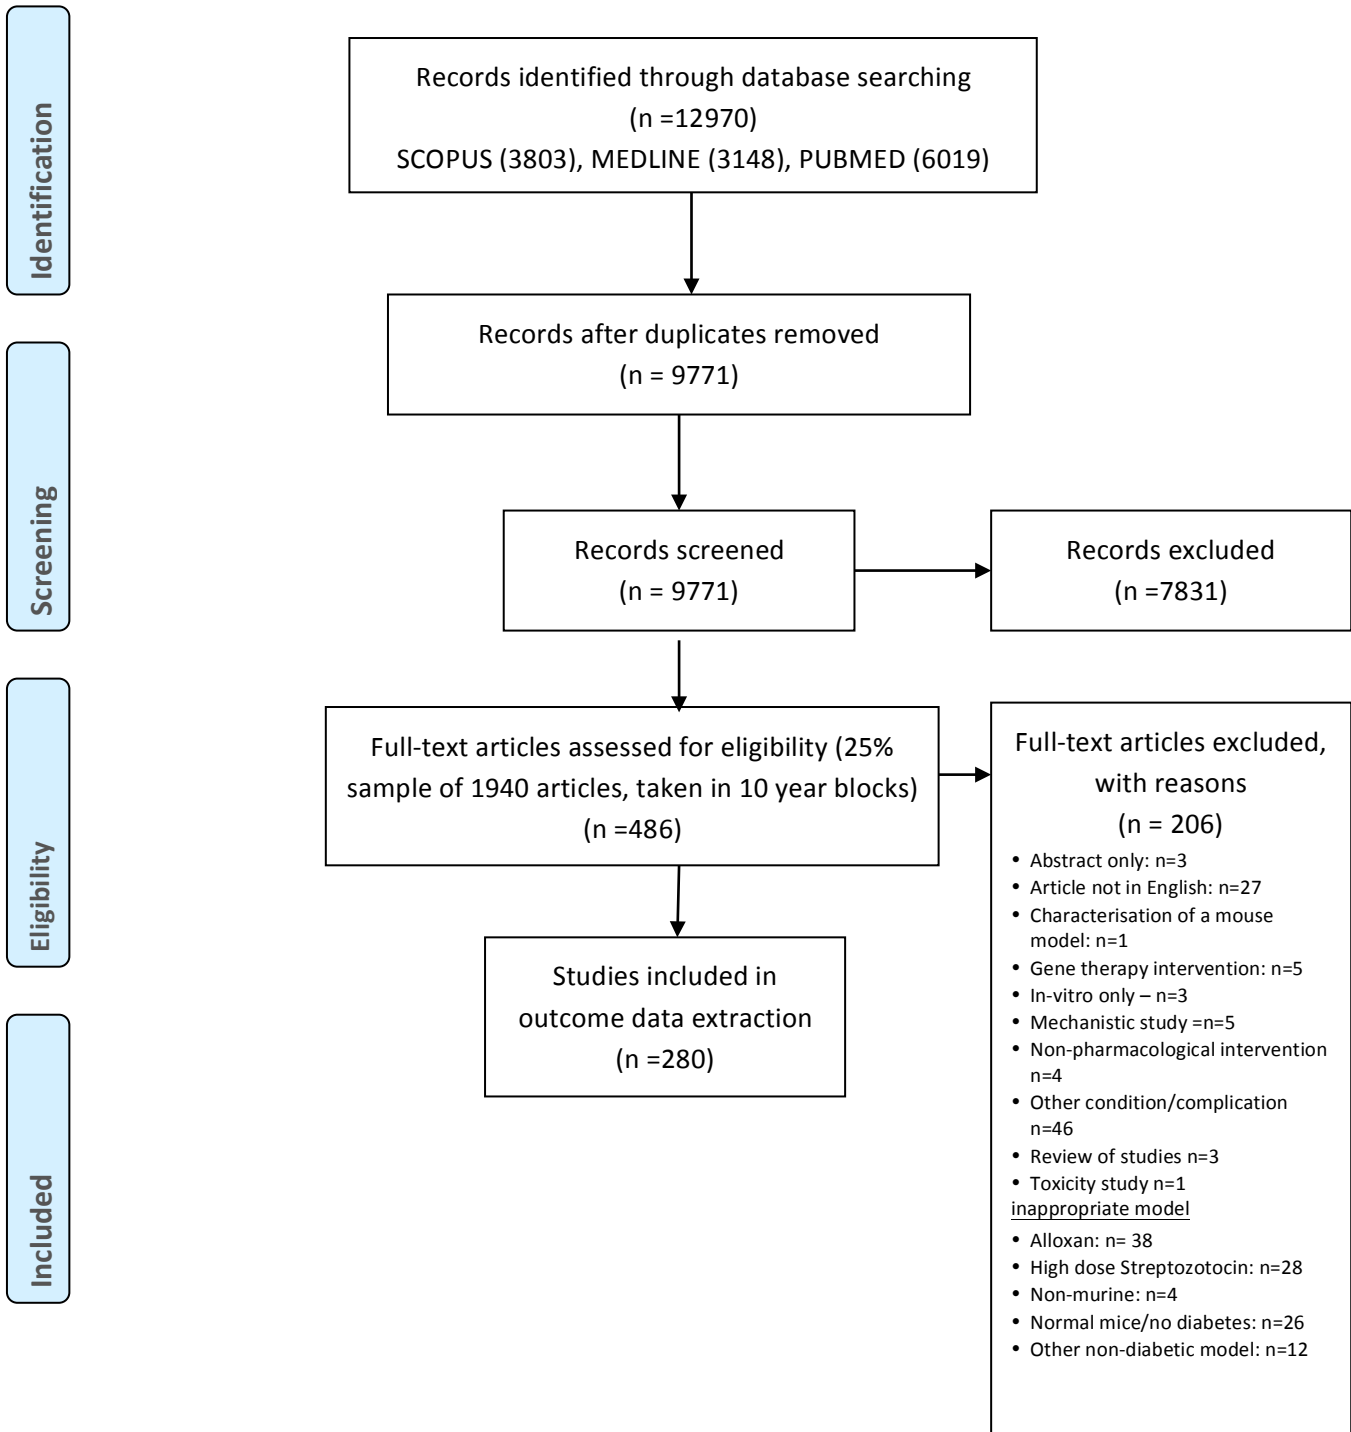 Identification
Records identified through database searching
(n =12970)
SCOPUS (3803), MEDLINE (3148), PUBMED (6019)
Records after duplicates removed
(n = 9771)
Screening
Records screened
(n = 9771)
Records excluded
(n =7831)
Eligibility
Full-text articles assessed for eligibility (25%
sample of 1940 articles, taken in 10 year blocks)
(n =486)
Full-text articles excluded,
with reasons
(n = 206)
• Abstract only: n=3
• Article not in English: n=27
• Characterisation of a mouse
model: n=1
• Gene therapy intervention: n=5
• In-vitro only – n=3
• Mechanistic study =n=5
• Non-pharmacological intervention
n=4
• Other condition/complication
n=46
• Review of studies n=3
• Toxicity study n=1
inappropriate model
• Alloxan: n= 38
• High dose Streptozotocin: n=28
• Non-murine: n=4
• Normal mice/no diabetes: n=26
• Other non-diabetic model: n=12
Studies included in
outcome data extraction
(n =280)
Included